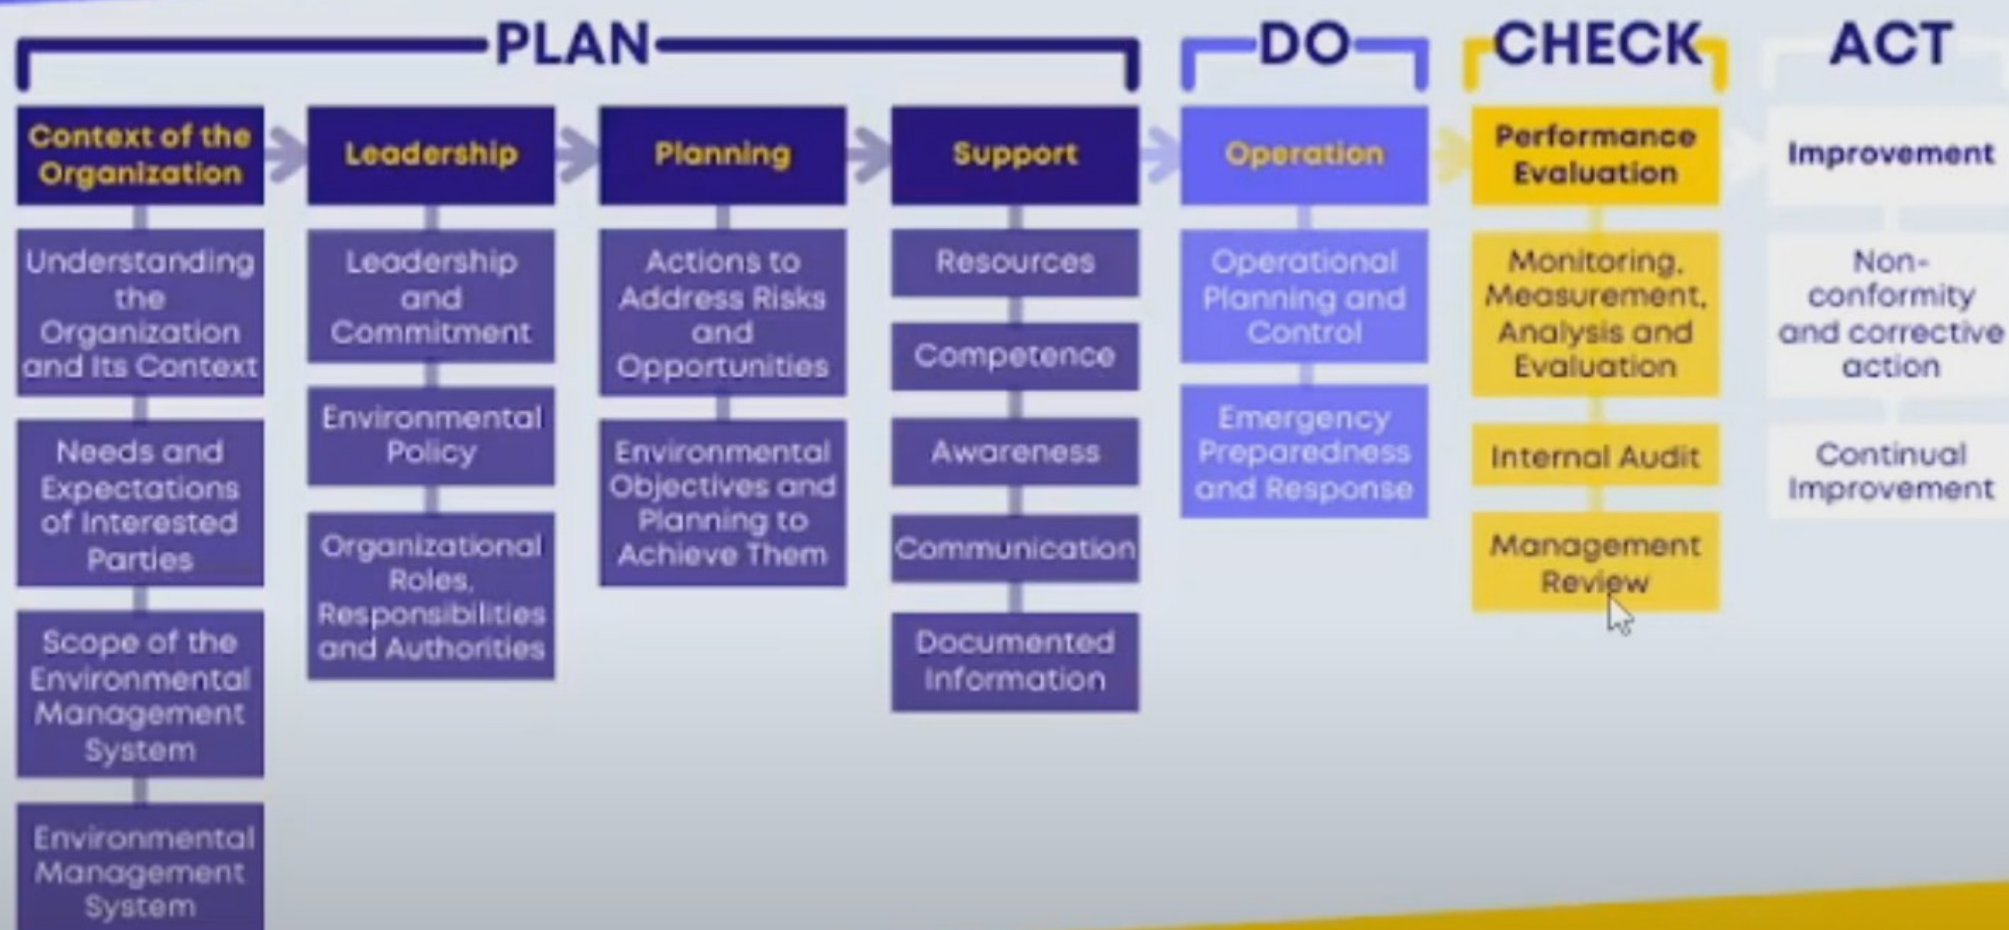 PLAN
DO
CHECK
ACT
Context of the
Organization
Leadership
Planning
Support
Operation
Performance
Evaluation
Improvement
Understanding
the
Organization
and Its Context
Needs and
Expectations
of Interested
Parties
Scope of the
Environmental
Management
System
Environmental
Management
System
Leadership
and
Commitment
Environmental
Policy
Organizational
Roles,
Responsibilities
and Authorities
Actions to
Address Risks
and
Opportunities
Environmental
Objectives and
Planning to
Achieve Them
Resources
Competence
Awareness
Communication
Documented
Information
Operational
Planning and
Control
Emergency
Preparedness
and Response
Monitoring,
Measurement,
Analysis and
Evaluation
Internal Audit
Management
Review
Non-
conformity
and corrective
action
Continual
Improvement